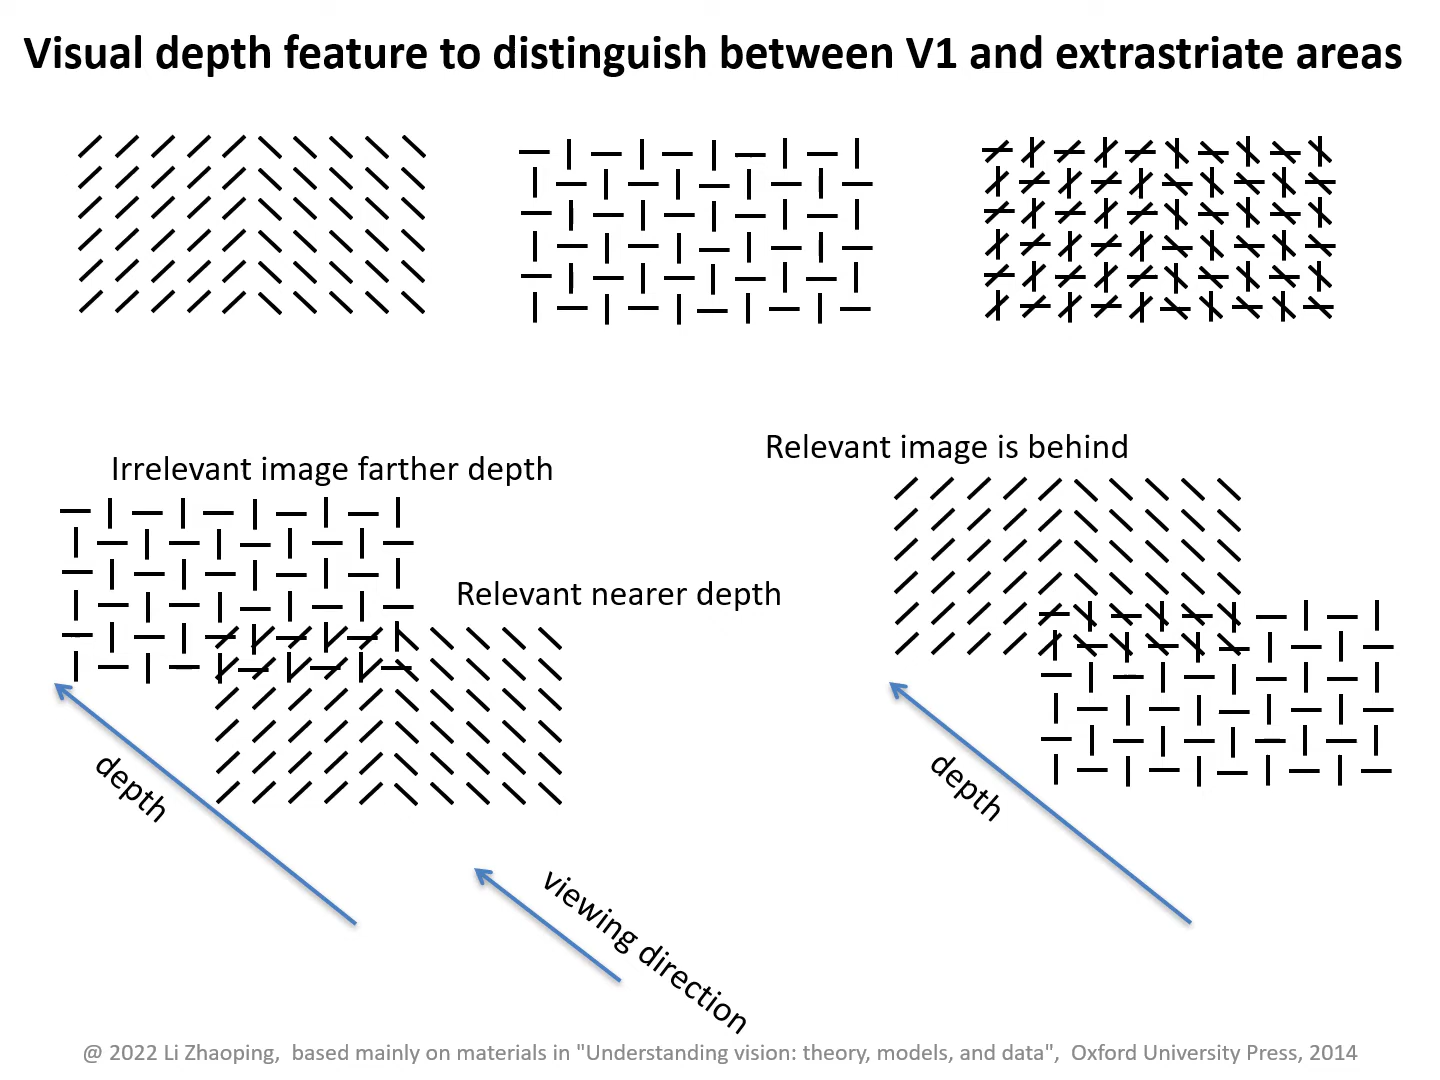 Visual depth feature to distinguish between V1 and extrastriate areas
Relevant image is behind
Irrelevant image farther depth
Relevant nearer depth
depth
depth
viewing direction
@ 2022 Li Zhaoping, based mainly on materials in "Understanding vision: theory, models, and data", Oxford University Press, 2014